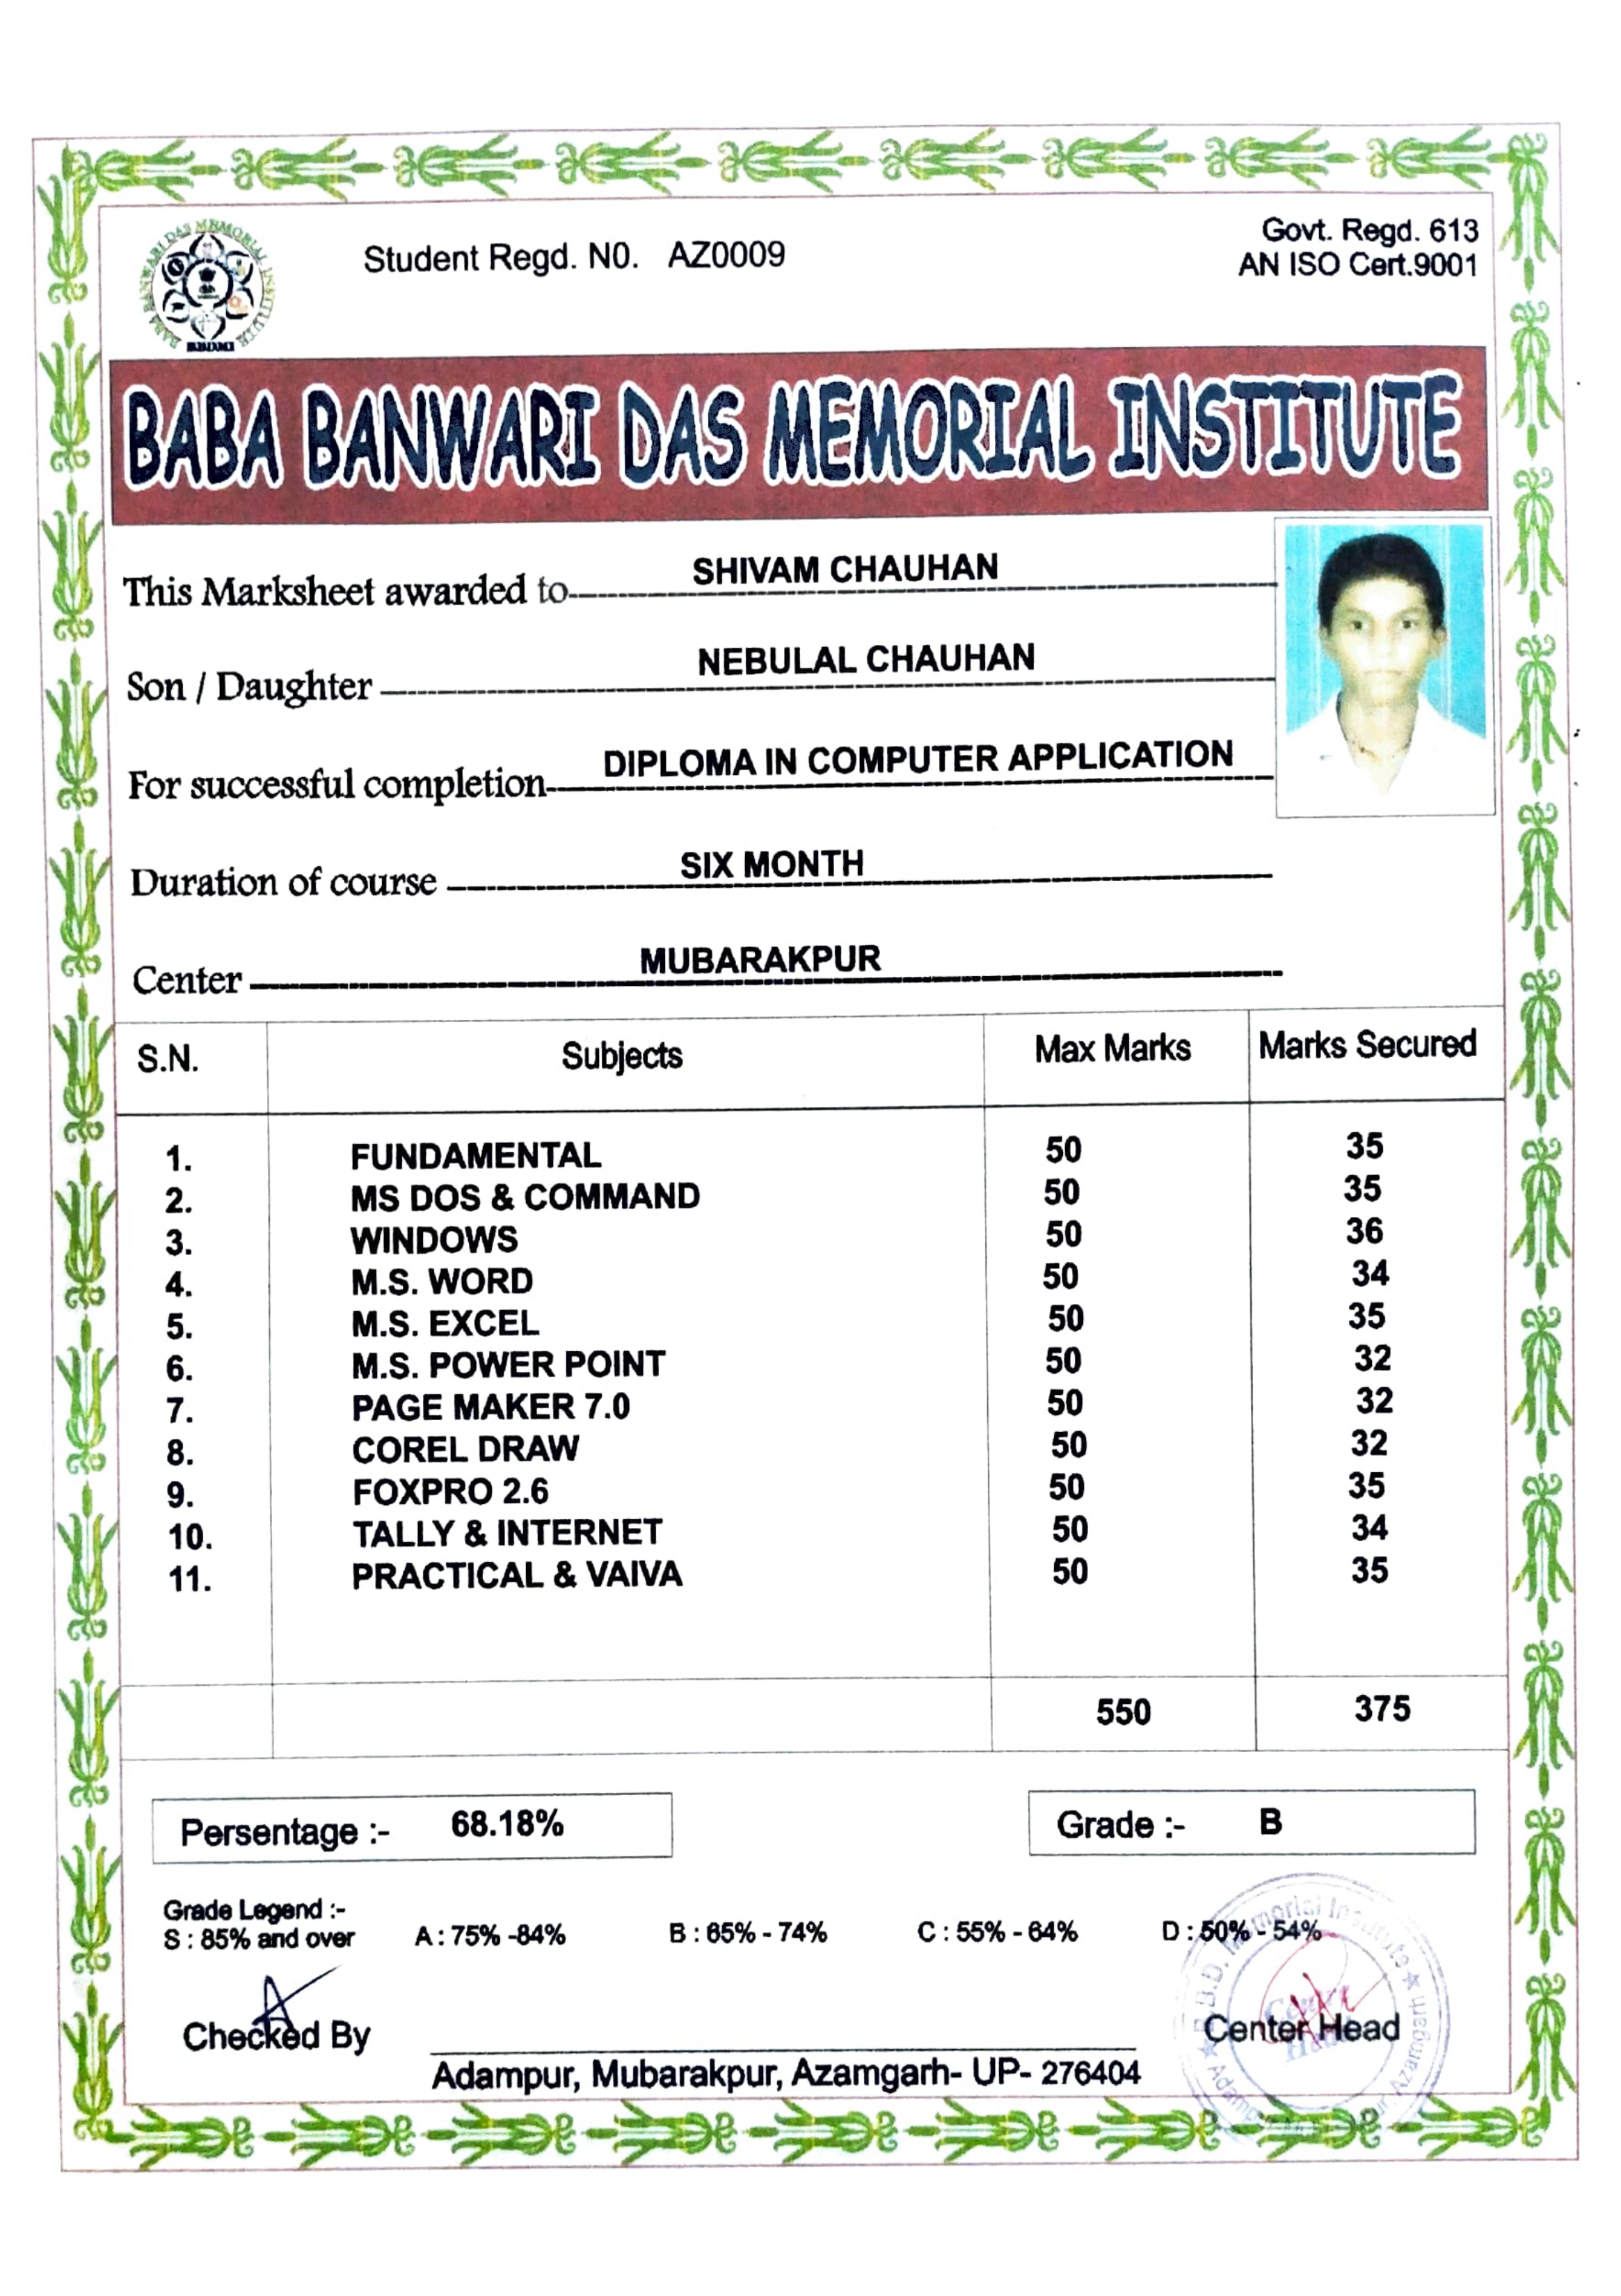 BABA BANWARI DAS MEMORIAL INSTITUTE
Student Regd. N0. AZ0009
Govt. Regd. 613
AN ISO Cert.9001
BABA BANWARI DAS MEMORIAL INSTITUTE
This Marksheet awarded to SHIVAM CHAUHAN
Son / Daughter NEBULAL CHAUHAN
For successful completion DIPLOMA IN COMPUTER APPLICATION
Duration of course SIX MONTH
Center MUBARAKPUR
S.N. Subjects Max Marks Marks Secured
1. FUNDAMENTAL 50 35
2. MS DOS & COMMAND 50 35
3. WINDOWS 50 36
4. M.S. WORD 50 34
5. M.S. EXCEL 50 35
6. M.S. POWER POINT 50 32
7. PAGE MAKER 7.0 50 32
8. COREL DRAW 50 32
9. FOXPRO 2.6 50 35
10. TALLY & INTERNET 50 34
11. PRACTICAL & VAIVA 50 35
550 375
Persentage :- 68.18% Grade :- B
Grade Legend :-
S : 85% and over A : 75% -84% B : 65% - 74% C : 55% - 64% D : 50% - 54%
Checked By
Center Head
B.B.D. Memorial Institute
Center Head
Azamgarh
Adampur, Mubarakpur, Azamgarh- UP- 276404